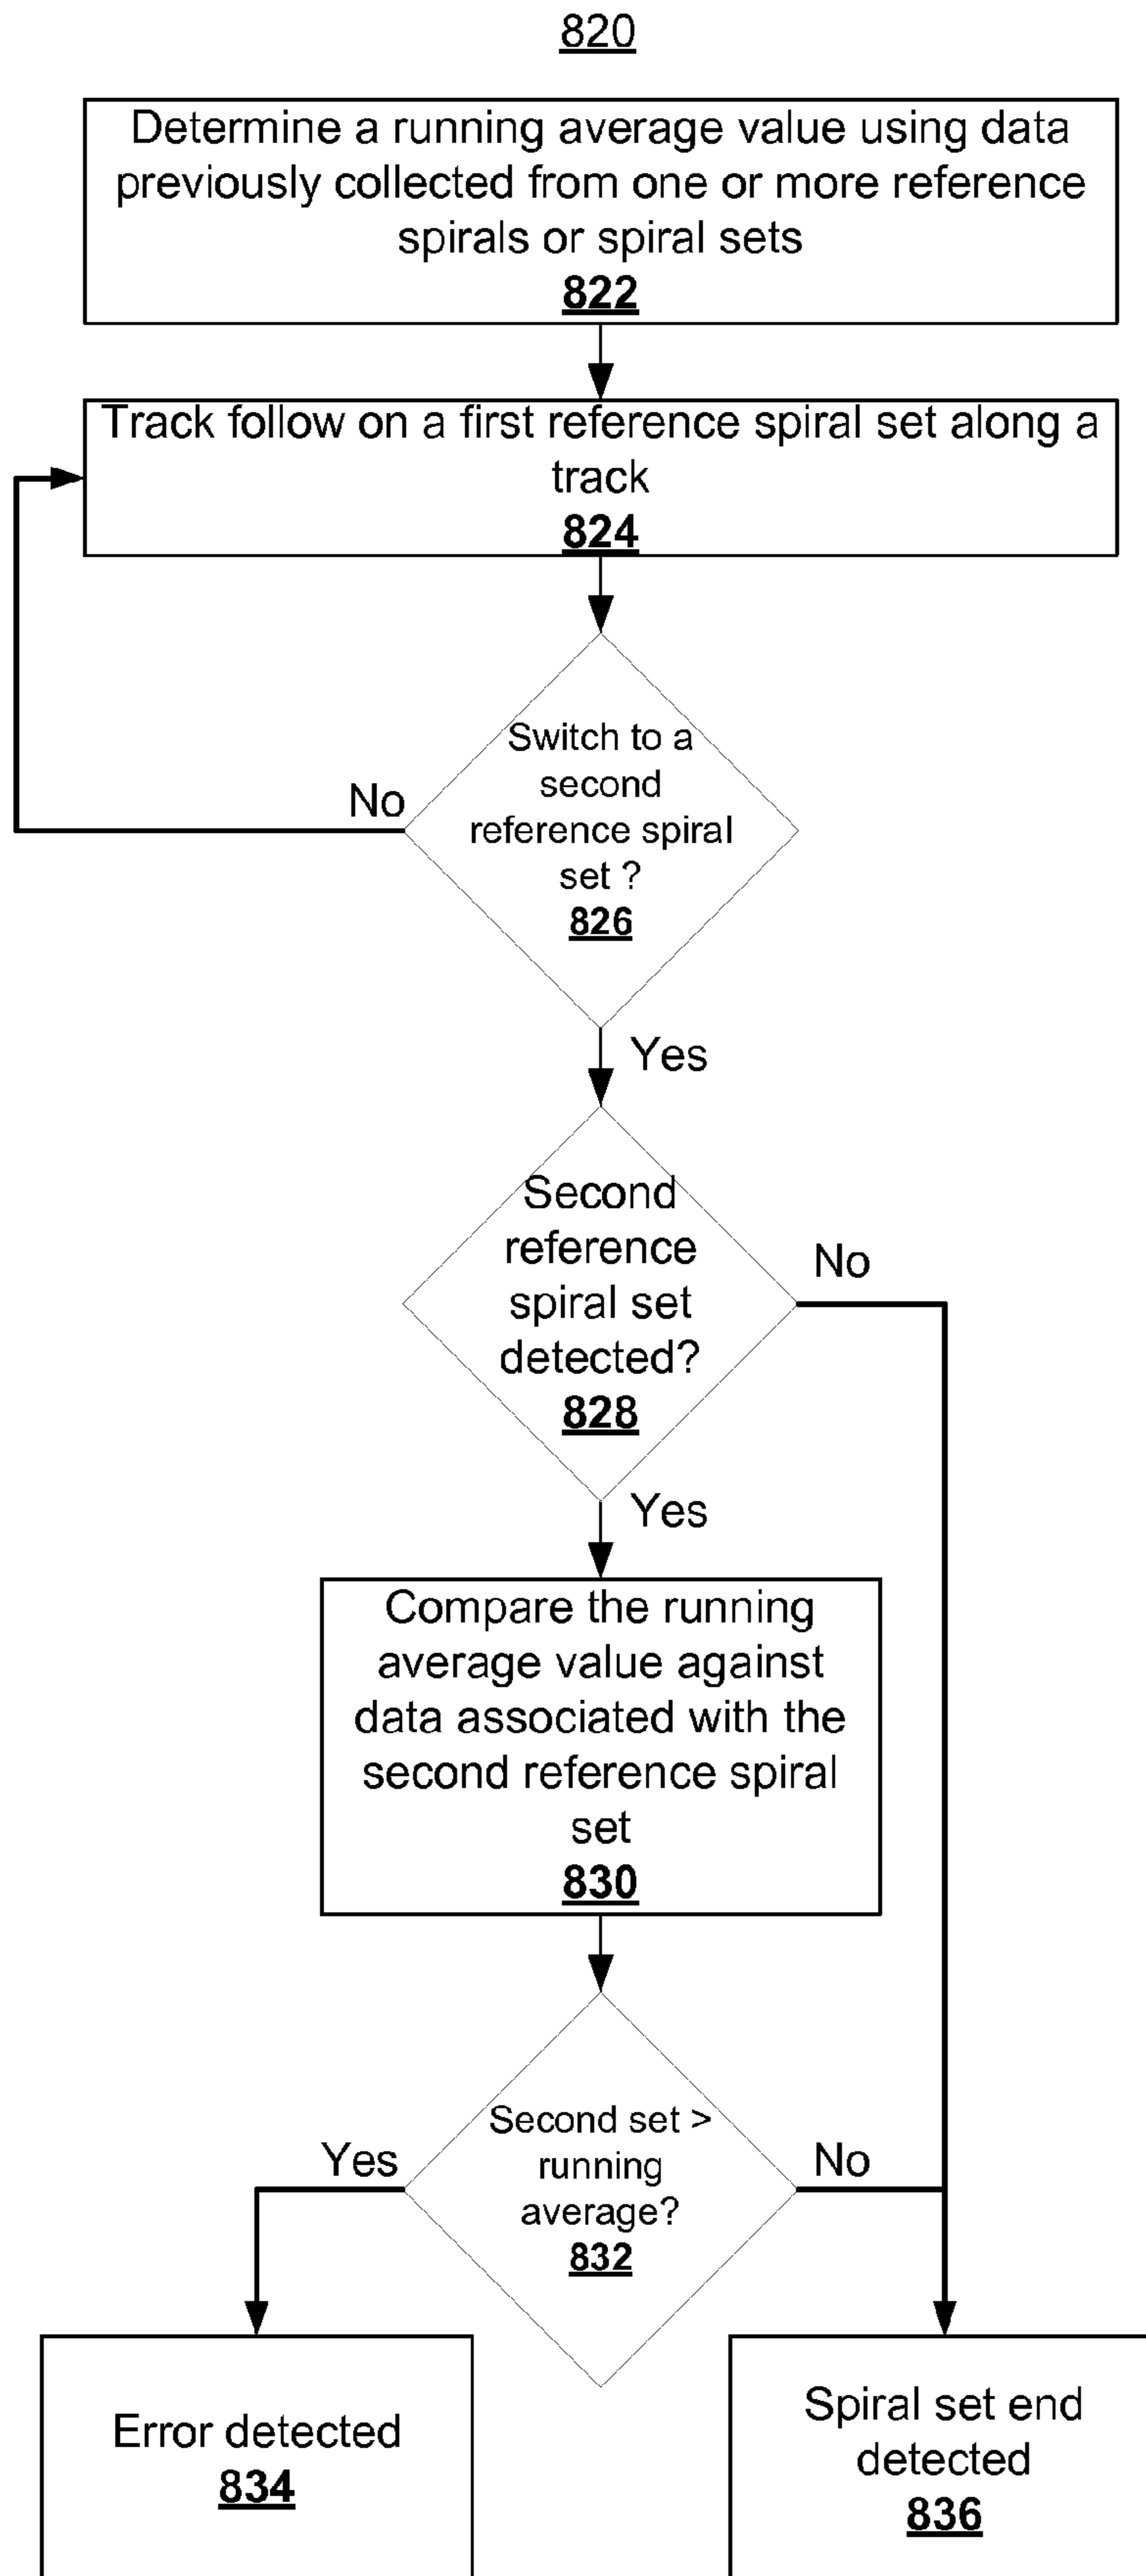 820
Determine a running average value using data
previously collected from one or more reference
spirals or spiral sets
822
Track follow on a first reference spiral set along a
track
824
Switch to a
second
reference spiral
set ?
826
No
Yes
Second
reference
spiral set
detected?
828
No
Yes
Compare the running
average value against
data associated with the
second reference spiral
set
830
Second set >
running
average?
832
Yes
No
Error detected
834
Spiral set end
detected
836